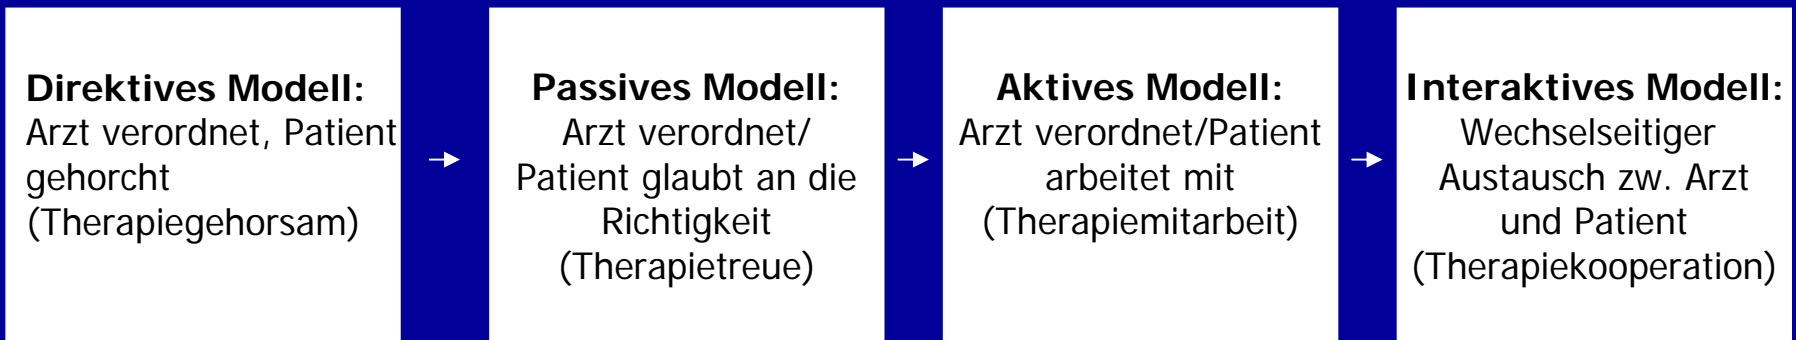 Direktives Modell:
Arzt verordnet, Patient
gehorcht
(Therapiegehorsam)
Passives Modell:
Arzt verordnet/
Patient glaubt an die
Richtigkeit
(Therapietreue)
Aktives Modell:
Arzt verordnet/Patient
arbeitet mit
(Therapiemitarbeit)
Interaktives Modell:
Wechselseitiger
Austausch zw. Arzt
und Patient
(Therapiekooperation)